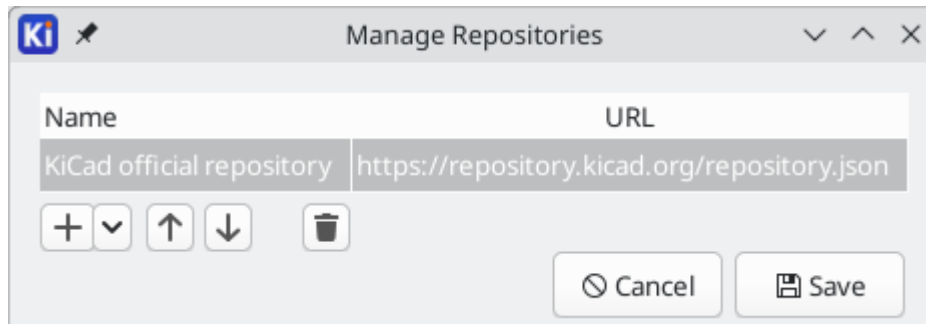 Ki
Manage Repositories
Name URL
KiCad official repository https://repository.kicad.org/repository.json
Cancel Save